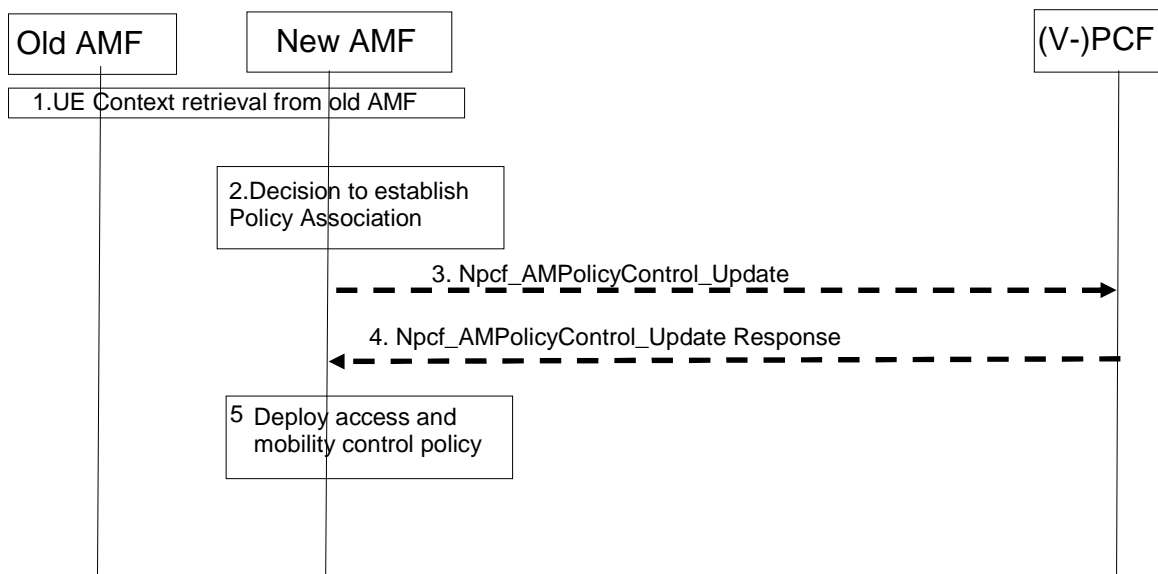 Old AMF
New AMF
(V-)PCF
1.UE Context retrieval from old AMF
2.Decision to establish
Policy Association
3. Npcf_AMPolicyControl_Update
4. Npcf_AMPolicyControl_Update Response
5 Deploy access and
mobility control policy